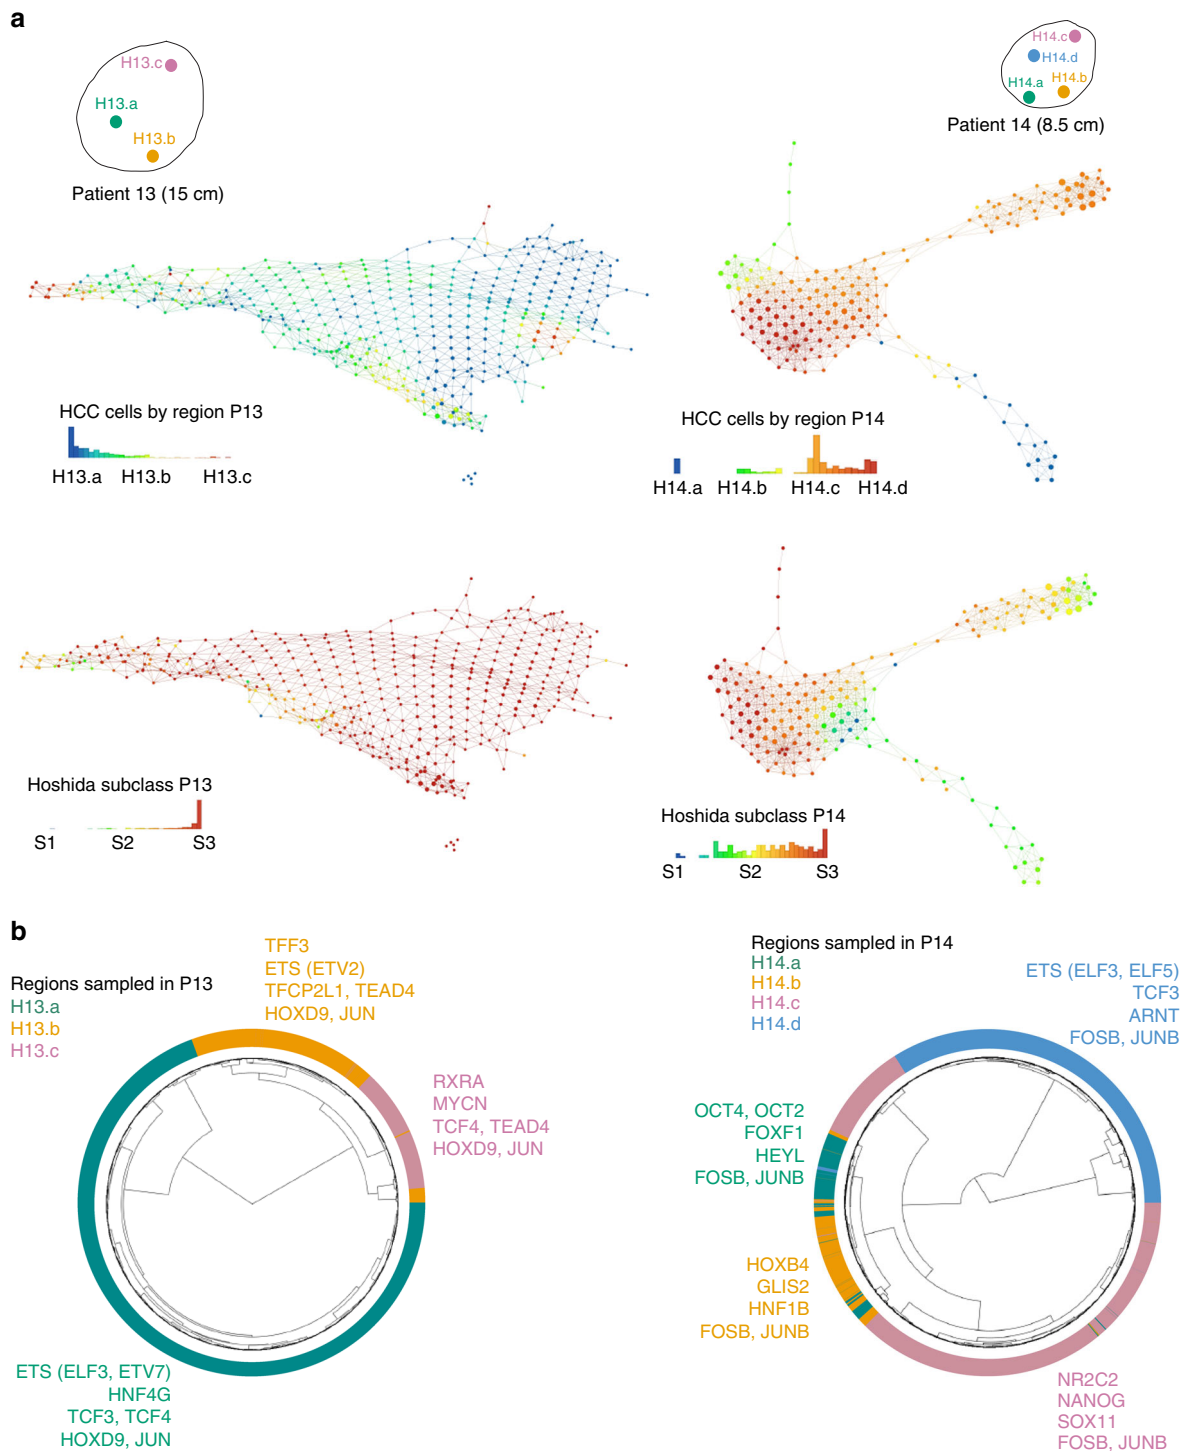 a
H13.c
H13.a
H13.b
Patient 13 (15 cm)
H14.c
H14.d
H14.a
H14.b
Patient 14 (8.5 cm)
HCC cells by region P13
H13.a H13.b H13.c
HCC cells by region P14
H14.a H14.b H14.c H14.d
Hoshida subclass P13
S1 S2 S3
Hoshida subclass P14
S1 S2 S3
b
Regions sampled in P13
H13.a
H13.b
H13.c
TFF3
ETS (ETV2)
TFCP2L1, TEAD4
HOXD9, JUN
RXRA
MYCN
TCF4, TEAD4
HOXD9, JUN
ETS (ELF3, ETV7)
HNF4G
TCF3, TCF4
HOXD9, JUN
Regions sampled in P14
H14.a
H14.b
H14.c
H14.d
ETS (ELF3, ELF5)
TCF3
ARNT
FOSB, JUNB
OCT4, OCT2
FOXF1
HEYL
FOSB, JUNB
HOXB4
GLIS2
HNF1B
FOSB, JUNB
NR2C2
NANOG
SOX11
FOSB, JUNB